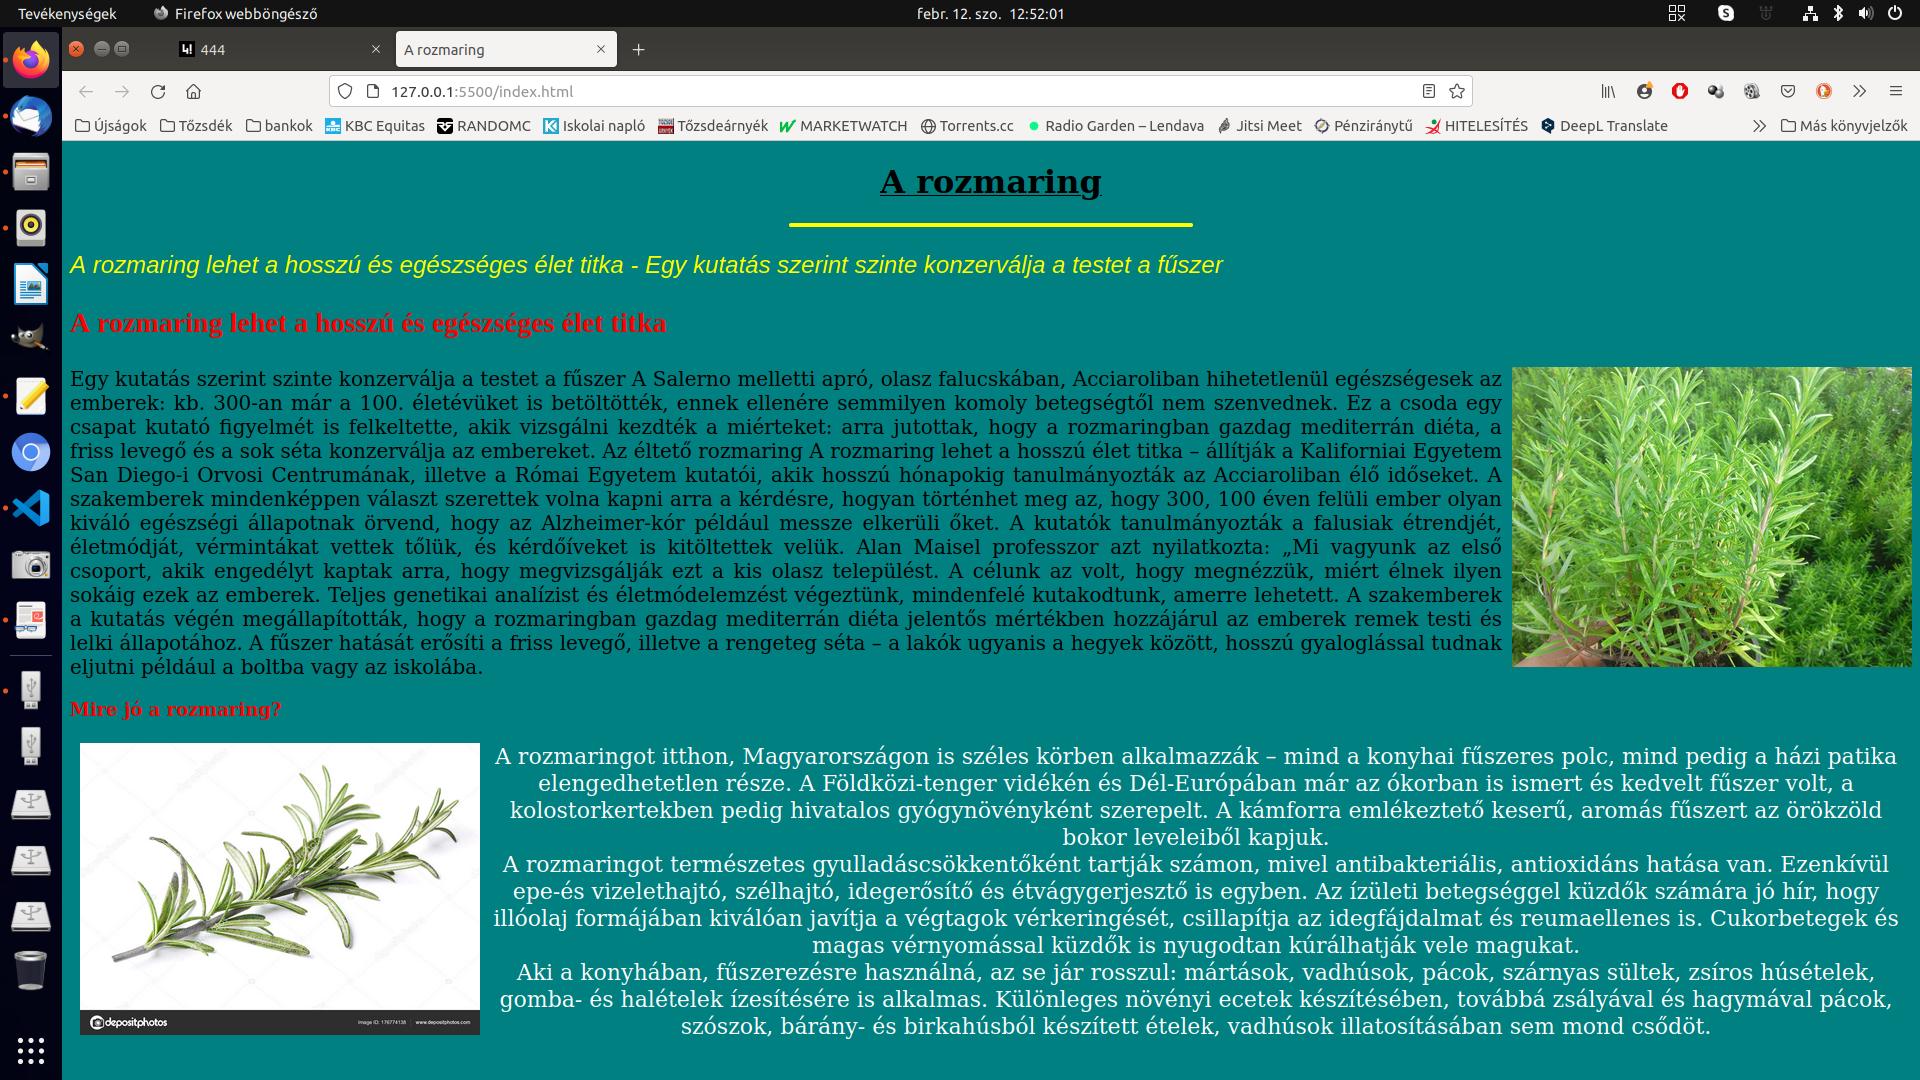 Tevékenységek
Firefox webböngésző
febr. 12. szo. 12:52:01
444
A rozmaring
127.0.0.1:5500/index.html
Újságok
Tőzsdék
bankok
KBC Equitas
RANDOMC
Iskolai napló
Tőzsdeárnyék
MARKETWATCH
Torrents.cc
Radio Garden – Lendava
Jitsi Meet
Pénziránytű
HITELESÍTÉS
DeepL Translate
Más könyvjelzők
A rozmaring
A rozmaring lehet a hosszú és egészséges élet titka - Egy kutatás szerint szinte konzerválja a testet a fűszer
A rozmaring lehet a hosszú és egészséges élet titka
Egy kutatás szerint szinte konzerválja a testet a fűszer A Salerno melletti apró, olasz falucskában, Acciaroliban hihetetlenül egészségesek az
emberek: kb. 300-an már a 100. életévüket is betöltötték, ennek ellenére semmilyen komoly betegségtől nem szenvednek. Ez a csoda egy
csapat kutató figyelmét is felkeltette, akik vizsgálni kezdték a miérteket: arra jutottak, hogy a rozmaringban gazdag mediterrán diéta, a
friss levegő és a sok séta konzerválja az embereket. Az éltető rozmaring A rozmaring lehet a hosszú élet titka – állítják a Kaliforniai Egyetem
San Diego-i Orvosi Centrumának, illetve a Római Egyetem kutatói, akik hosszú hónapokig tanulmányozták az Acciaroliban élő időseket. A
szakemberek mindenképpen választ szerettek volna kapni arra a kérdésre, hogyan történhet meg az, hogy 300, 100 éven felüli ember olyan
kiváló egészségi állapotnak örvend, hogy az Alzheimer-kór például messze elkerüli őket. A kutatók tanulmányozták a falusiak étrendjét,
életmódját, vérmintákat vettek tőlük, és kérdőíveket is kitöltettek velük. Alan Maisel professzor azt nyilatkozta: „Mi vagyunk az első
csoport, akik engedélyt kaptak arra, hogy megvizsgálják ezt a kis olasz települést. A célunk az volt, hogy megnézzük, miért élnek ilyen
sokáig ezek az emberek. Teljes genetikai analízist és életmódelemzést végeztünk, mindenfelé kutakodtunk, amerre lehetett. A szakemberek
a kutatás végén megállapították, hogy a rozmaringban gazdag mediterrán diéta jelentős mértékben hozzájárul az emberek remek testi és
lelki állapotához. A fűszer hatását erősíti a friss levegő, illetve a rengeteg séta – a lakók ugyanis a hegyek között, hosszú gyaloglással tudnak
eljutni például a boltba vagy az iskolába.
Mire jó a rozmaring?
A rozmaringot itthon, Magyarországon is széles körben alkalmazzák – mind a konyhai fűszeres polc, mind pedig a házi patika
elengedhetetlen része. A Földközi-tenger vidékén és Dél-Európában már az ókorban is ismert és kedvelt fűszer volt, a
kolostorkertekben pedig hivatalos gyógynövényként szerepelt. A kámforra emlékeztető keserű, aromás fűszert az örökzöld
bokor leveleiből kapjuk.
A rozmaringot természetes gyulladáscsökkentőként tartják számon, mivel antibakteriális, antioxidáns hatása van. Ezenkívül
epe-és vizelethajtó, szélhajtó, idegerősítő és étvágygerjesztő is egyben. Az ízületi betegséggel küzdők számára jó hír, hogy
illóolaj formájában kiválóan javítja a végtagok vérkeringését, csillapítja az idegfájdalmat és reumaellenes is. Cukorbetegek és
magas vérnyomással küzdők is nyugodtan kúrálhatják vele magukat.
Aki a konyhában, fűszerezésre használná, az se jár rosszul: mártások, vadhúsok, pácok, szárnyas sültek, zsíros húsételek,
gomba- és halételek ízesítésére is alkalmas. Különleges növényi ecetek készítésében, továbbá zsályával és hagymával pácok,
szószok, bárány- és birkahúsból készített ételek, vadhúsok illatosításában sem mond csődöt.
depositphotos
Image ID: 176774138 | www.depositphotos.com